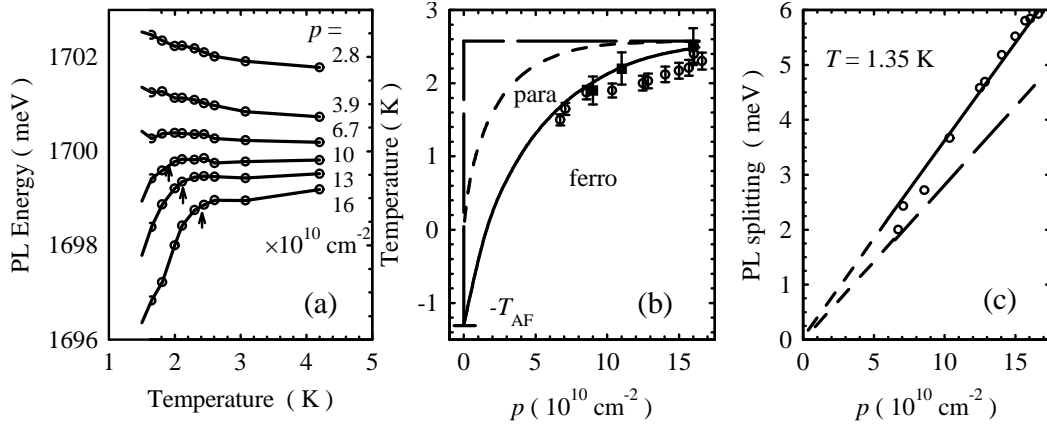 PL Energy ( meV )
1702
1700
1698
1696
p =
2.8
3.9
6.7
10
13
16
×10^10 cm^-2
(a)
1 2 3 4 5
Temperature ( K )
Temperature ( K )
3
2
1
0
-1
para
ferro
-T_AF
(b)
0 5 10 15
p ( 10^10 cm^-2 )
PL splitting ( meV )
6
5
4
3
2
1
0
T = 1.35 K
(c)
0 5 10 15
p ( 10^10 cm^-2 )